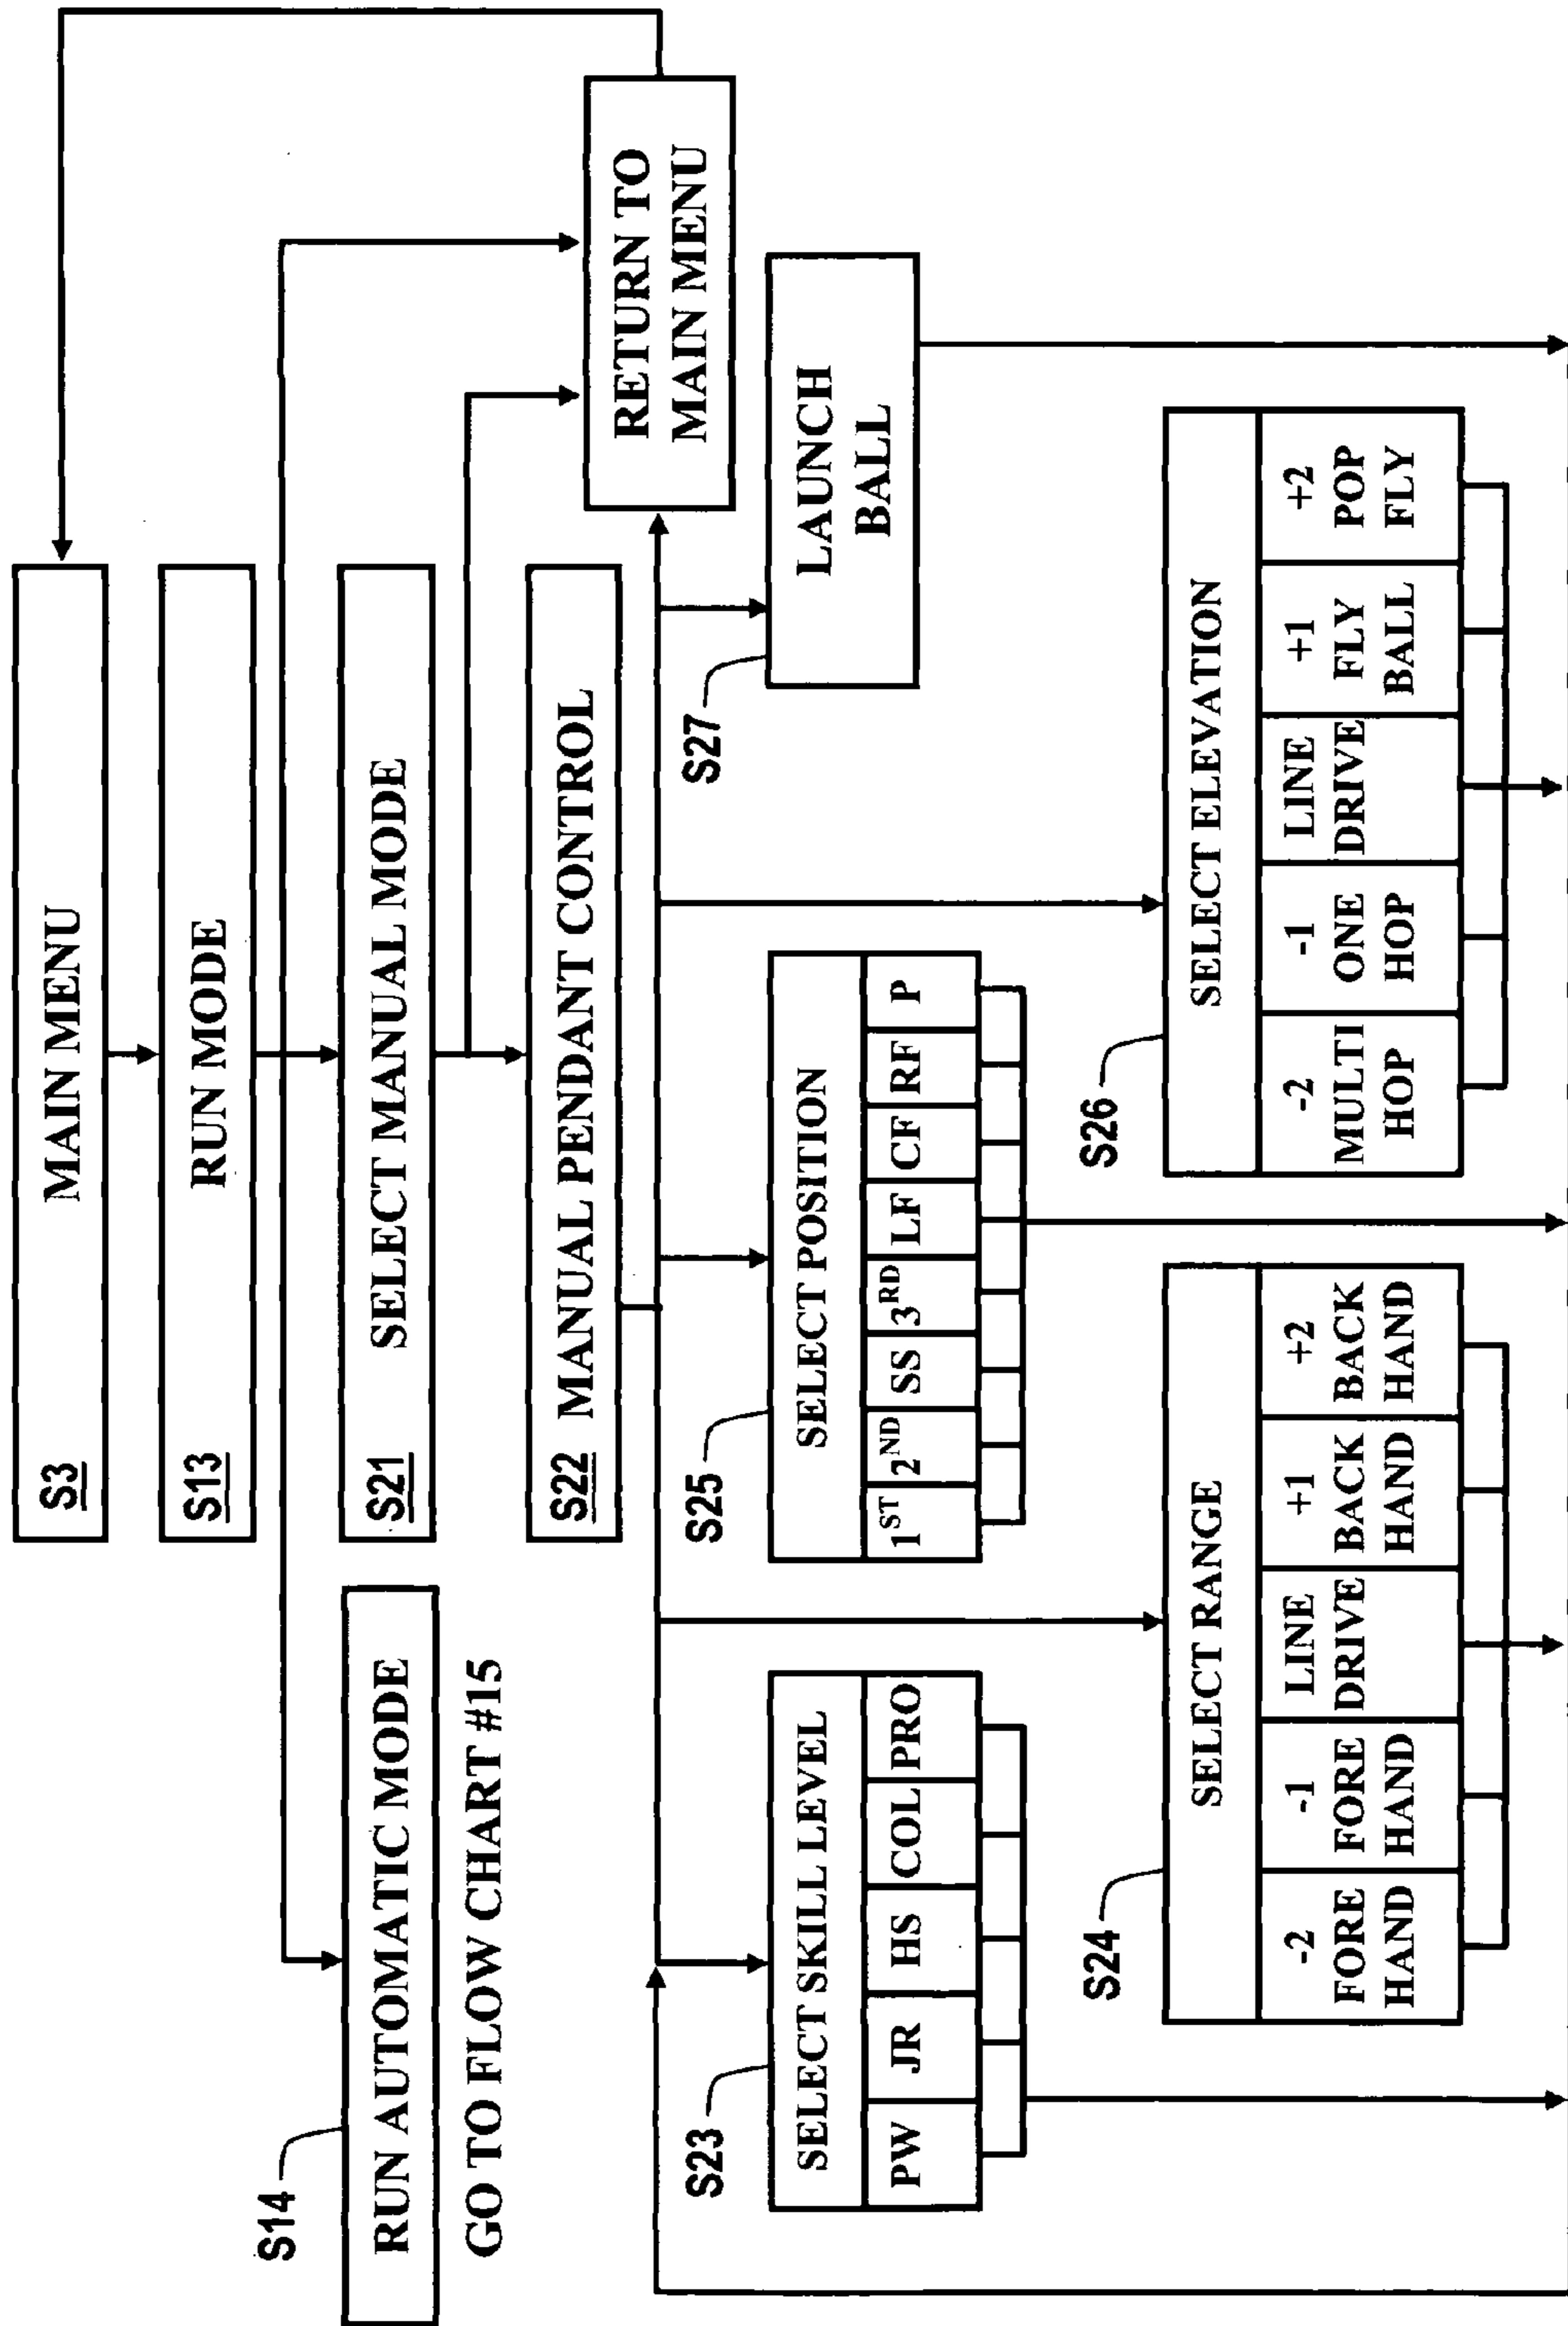 S3 MAIN MENU
S13 RUN MODE
S14
RUN AUTOMATIC MODE
GO TO FLOW CHART #15
S21 SELECT MANUAL MODE
S22 MANUAL PENDANT CONTROL
RETURN TO
MAIN MENU
S23
SELECT SKILL LEVEL
PW JR HS COL PRO
S25
SELECT POSITION
1ST 2ND SS 3RD LF CF RF P
S27
LAUNCH
BALL
S24
SELECT RANGE
-2 -1 LINE +1 +2
FORE FORE DRIVE BACK BACK
HAND HAND HAND HAND
S26
SELECT ELEVATION
-2 -1 LINE +1 +2
MULTI ONE DRIVE FLY POP
HOP HOP BALL FLY